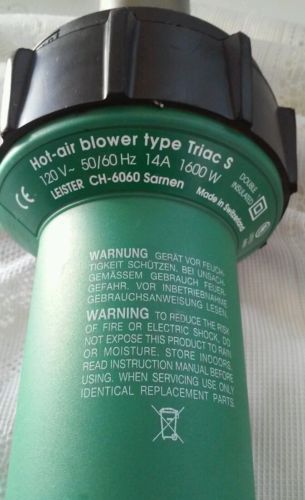 Hot-air blower type Triac S
120 V~ 50/60 Hz 14A 1600 W
LEISTER CH-6060 Sarnen Made in Switzerland
DOUBLE
INSULATED
CE
WARNUNG GERÄT VOR FEUCH-
TIGKEIT SCHÜTZEN. BEI UNSACH-
GEMÄSSEM GEBRAUCH FEUER-
GEFAHR. VOR INBETRIEBNAHME
GEBRAUCHSANWEISUNG LESEN.
WARNING TO REDUCE THE RISK
OF FIRE OR ELECTRIC SHOCK, DO
NOT EXPOSE THIS PRODUCT TO RAIN
OR MOISTURE. STORE INDOORS.
READ INSTRUCTION MANUAL BEFORE
USING. WHEN SERVICING USE ONLY
IDENTICAL REPLACEMENT PARTS.